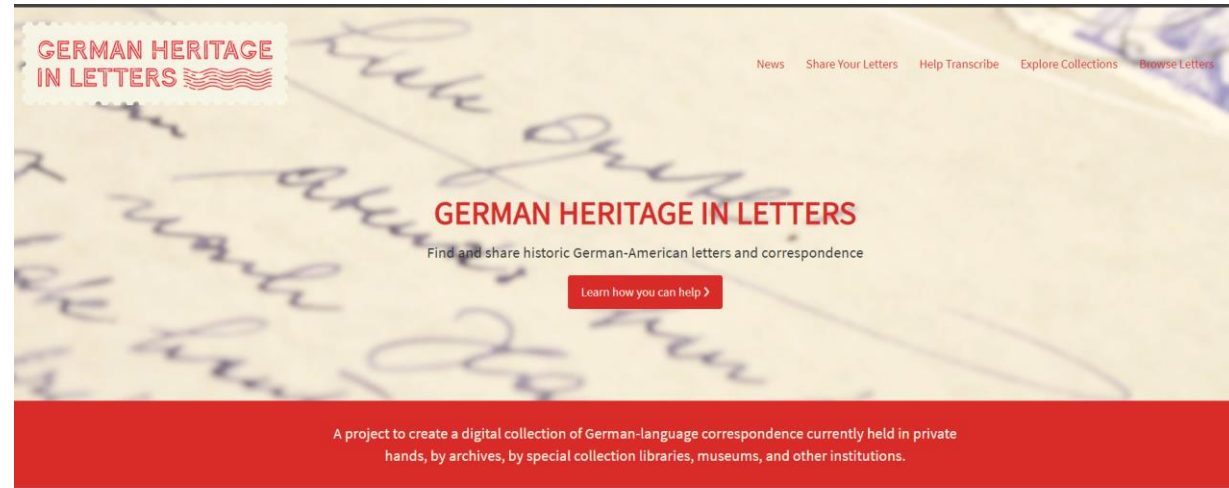 GERMAN HERITAGE
IN LETTERS
News Share Your Letters Help Transcribe Explore Collections Browse Letters
GERMAN HERITAGE IN LETTERS
Find and share historic German-American letters and correspondence
Learn how you can help ❯
A project to create a digital collection of German-language correspondence currently held in private
hands, by archives, by special collection libraries, museums, and other institutions.